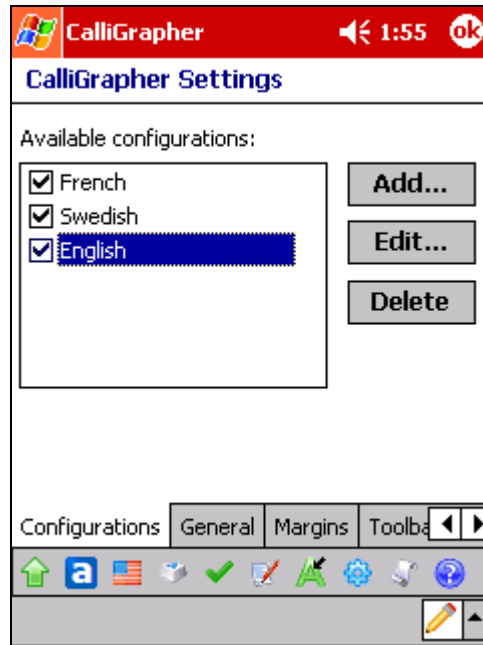 CalliGrapher 1:55 ok
CalliGrapher Settings
Available configurations:
French
Swedish
English
Add...
Edit...
Delete
Configurations General Margins Toolba
a ?